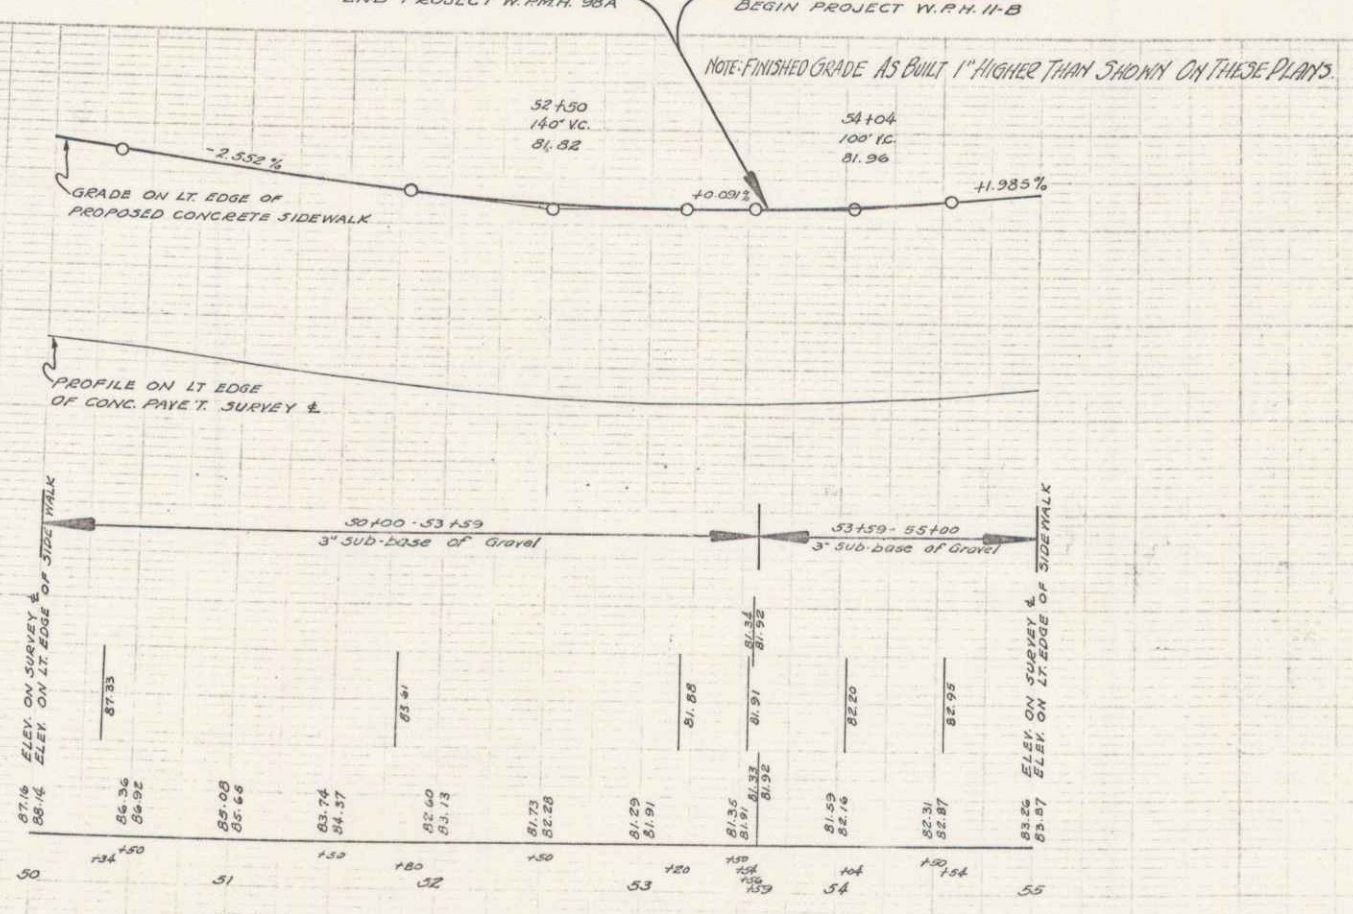 END PROJECT W.P.M.H. 98A
BEGIN PROJECT W.P.H. 11-B
NOTE: FINISHED GRADE AS BUILT 1" HIGHER THAN SHOWN ON THESE PLANS.
52+50
140' V.C.
81.82
54+04
100' V.C.
81.96
-2.552%
+0.091%
+1.985%
GRADE ON LT. EDGE OF
PROPOSED CONCRETE SIDEWALK
PROFILE ON LT EDGE
OF CONC. PAVE'T. SURVEY ℄
50+00 - 53+59
3" Sub-base of Gravel
53+59 - 55+00
3" Sub-base of Gravel
87.16 ELEV. ON SURVEY ℄
88.14 ELEV. ON LT. EDGE OF SIDE WALK
87.33
86.36
86.92
85.08
85.66
83.74
84.37
83.61
82.60
83.13
81.73
82.28
81.29
81.91
81.88
81.35
81.91
81.91
81.34
81.92
81.33
81.92
81.59
82.16
82.20
82.31
82.87
82.95
83.26 ELEV. ON SURVEY ℄
83.87 ELEV. ON LT. EDGE OF SIDEWALK
+34 +50 +50 +80 +50 +20 +50 +04 +50
+54 +54
+56
+59
50 51 52 53 54 55